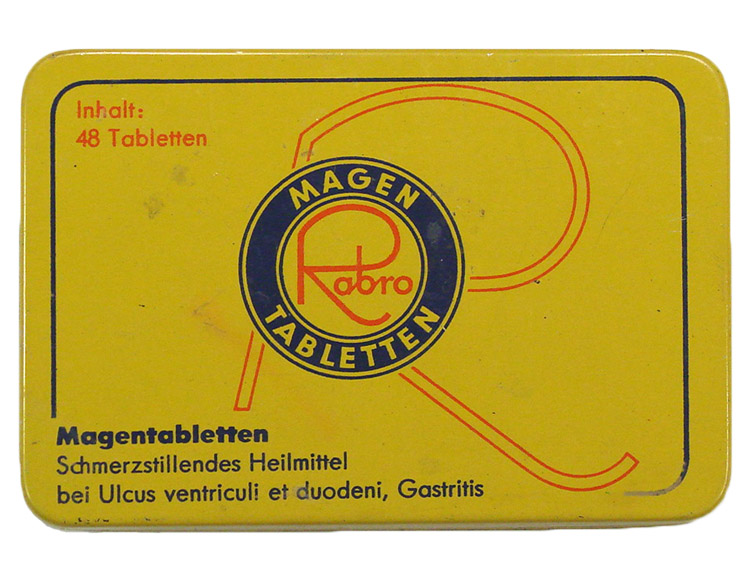 Inhalt:
48 Tabletten
MAGEN
Rabro
TABLETTEN
Magentabletten
Schmerzstillendes Heilmittel
bei Ulcus ventriculi et duodeni, Gastritis